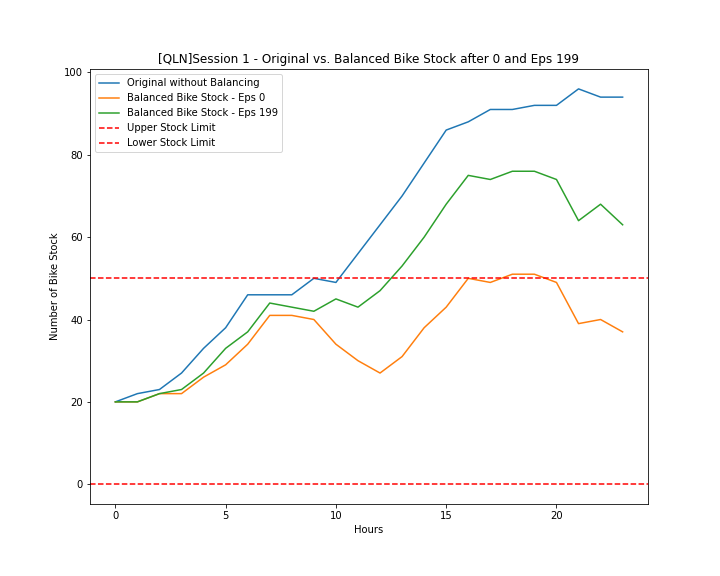 [QLN]Session 1 - Original vs. Balanced Bike Stock after 0 and Eps 199
Original without Balancing
Balanced Bike Stock - Eps 0
Balanced Bike Stock - Eps 199
Upper Stock Limit
Lower Stock Limit
100
80
60
40
20
0
Number of Bike Stock
0 5 10 15 20
Hours